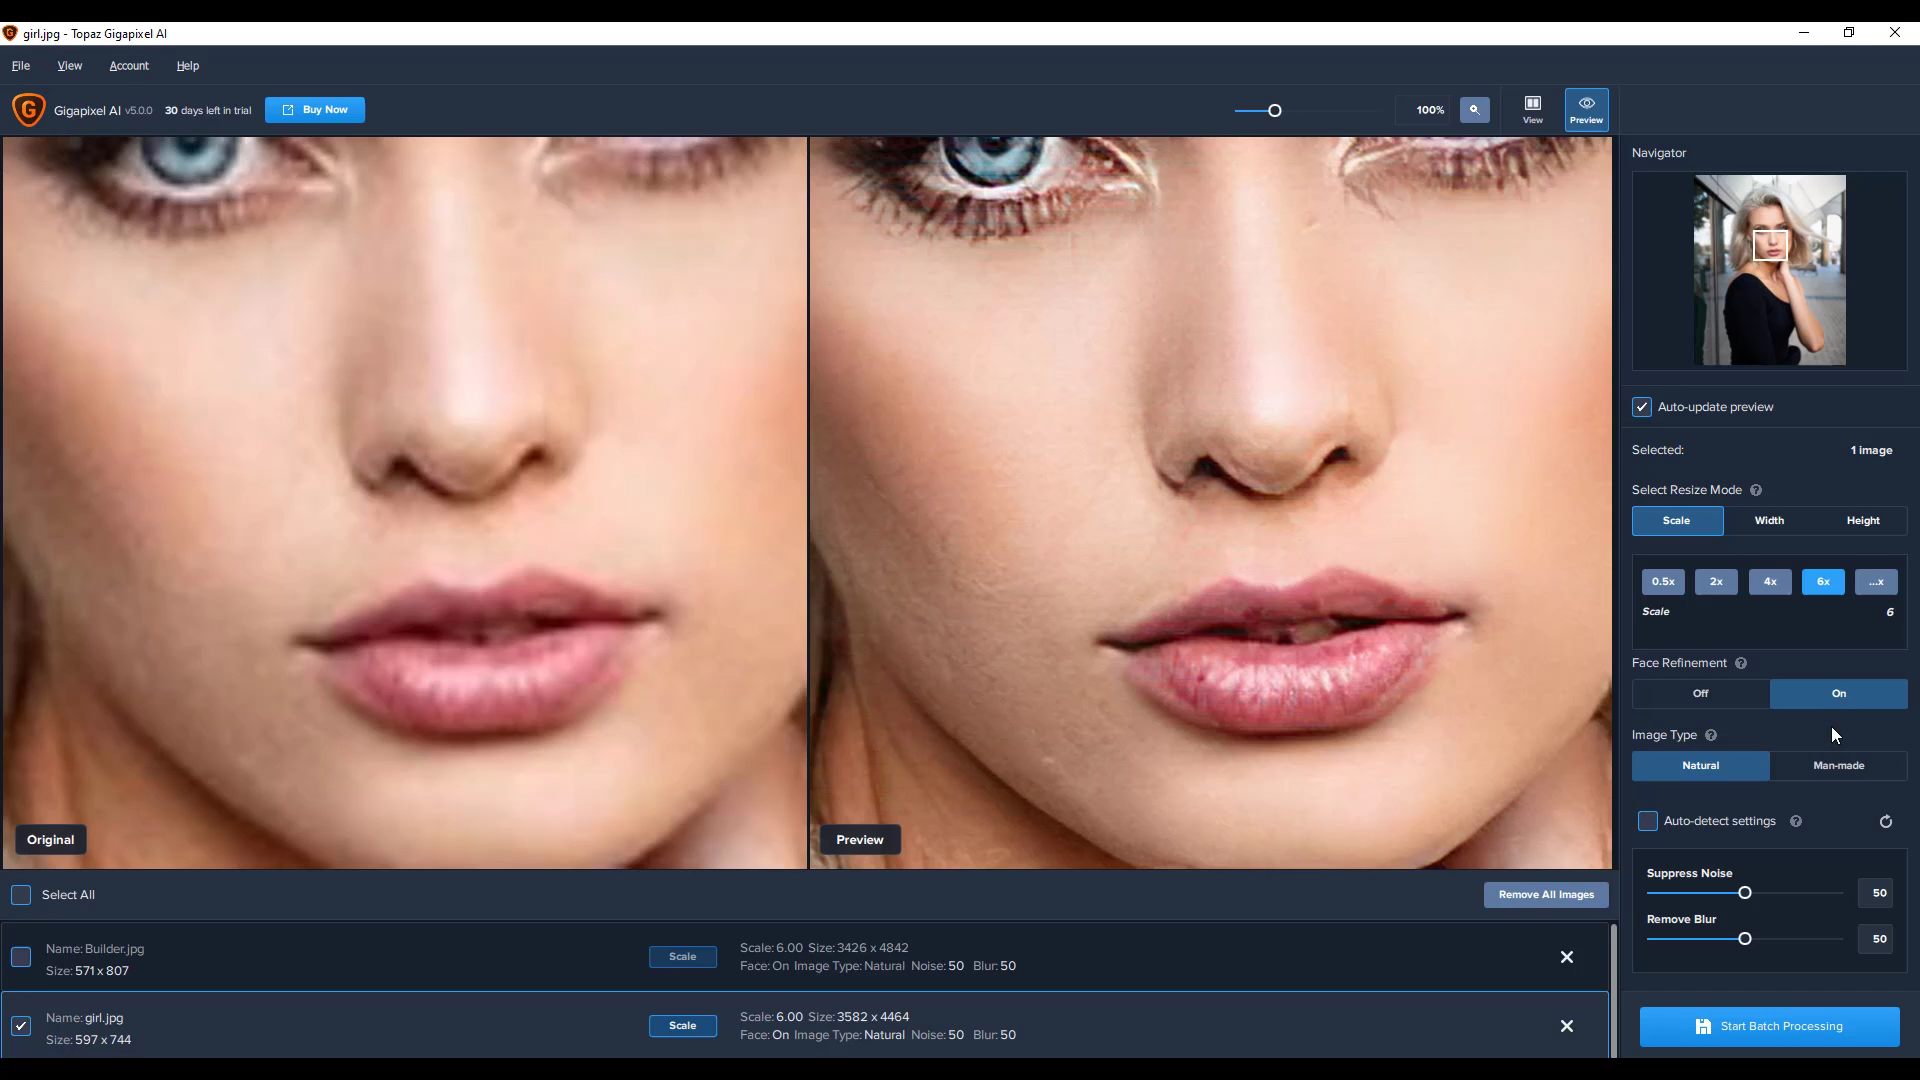 girl.jpg - Topaz Gigapixel AI
File View Account Help
G Gigapixel AI v5.0.0 30 days left in trial Buy Now 100% View Preview
Navigator
Auto-update preview
Selected: 1 image
Select Resize Mode ?
Scale Width Height
0.5x 2x 4x 6x ...x
Scale 6
Face Refinement ?
Off On
Image Type ?
Natural Man-made
Auto-detect settings ?
Suppress Noise
50
Remove Blur
50
Start Batch Processing
Original
Preview
Select All Remove All Images
Name: Builder.jpg
Size: 571 x 807
Scale
Scale: 6.00 Size: 3426 x 4842
Face: On Image Type: Natural Noise: 50 Blur: 50
Name: girl.jpg
Size: 597 x 744
Scale
Scale: 6.00 Size: 3582 x 4464
Face: On Image Type: Natural Noise: 50 Blur: 50